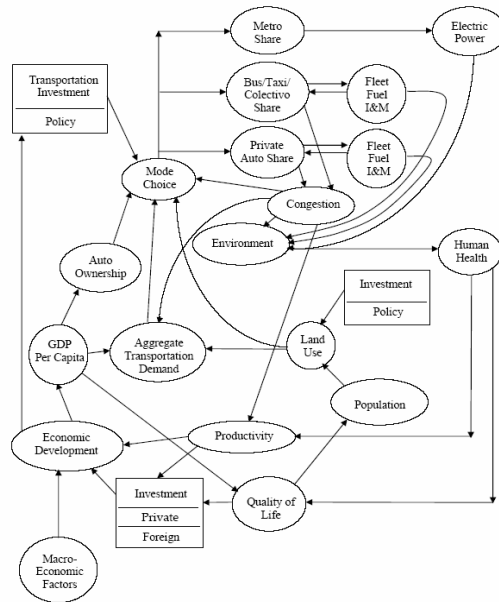 Metro
Share
Electric
Power
Transportation
Investment
Policy
Bus/Taxi/
Colectivo
Share
Fleet
Fuel
I&M
Private
Auto Share
Fleet
Fuel
I&M
Mode
Choice
Congestion
Environment
Human
Health
Auto
Ownership
Investment
Policy
GDP
Per Capita
Aggregate
Transportation
Demand
Land
Use
Population
Economic
Development
Productivity
Investment
Private
Foreign
Quality of
Life
Macro-
Economic
Factors